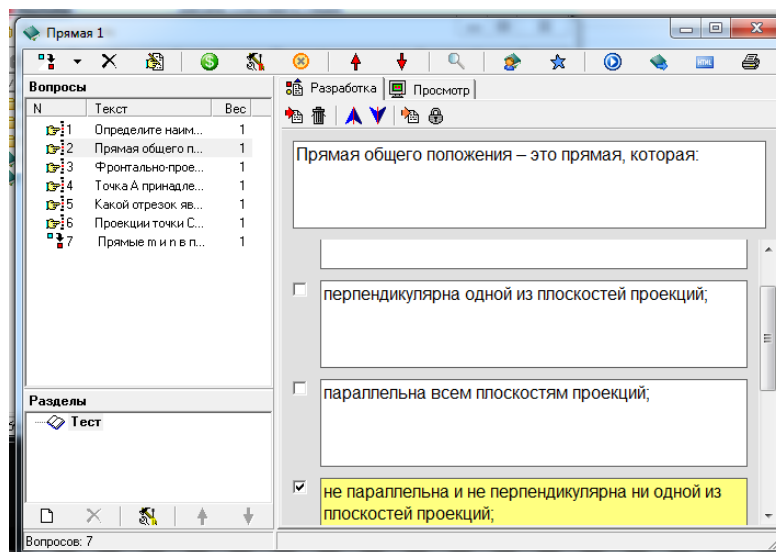 Прямая 1
Вопросы
N Текст Вес
1 Определите наим... 1
2 Прямая общего п... 1
3 Фронтально-прое... 1
4 Точка А принадле... 1
5 Какой отрезок яв... 1
6 Проекции точки С... 1
7 Прямые m и n в п... 1
Разделы
Тест
Вопросов: 7
Разработка Просмотр
Прямая общего положения – это прямая, которая:
перпендикулярна одной из плоскостей проекций;
параллельна всем плоскостям проекций;
не параллельна и не перпендикулярна ни одной из
плоскостей проекций;